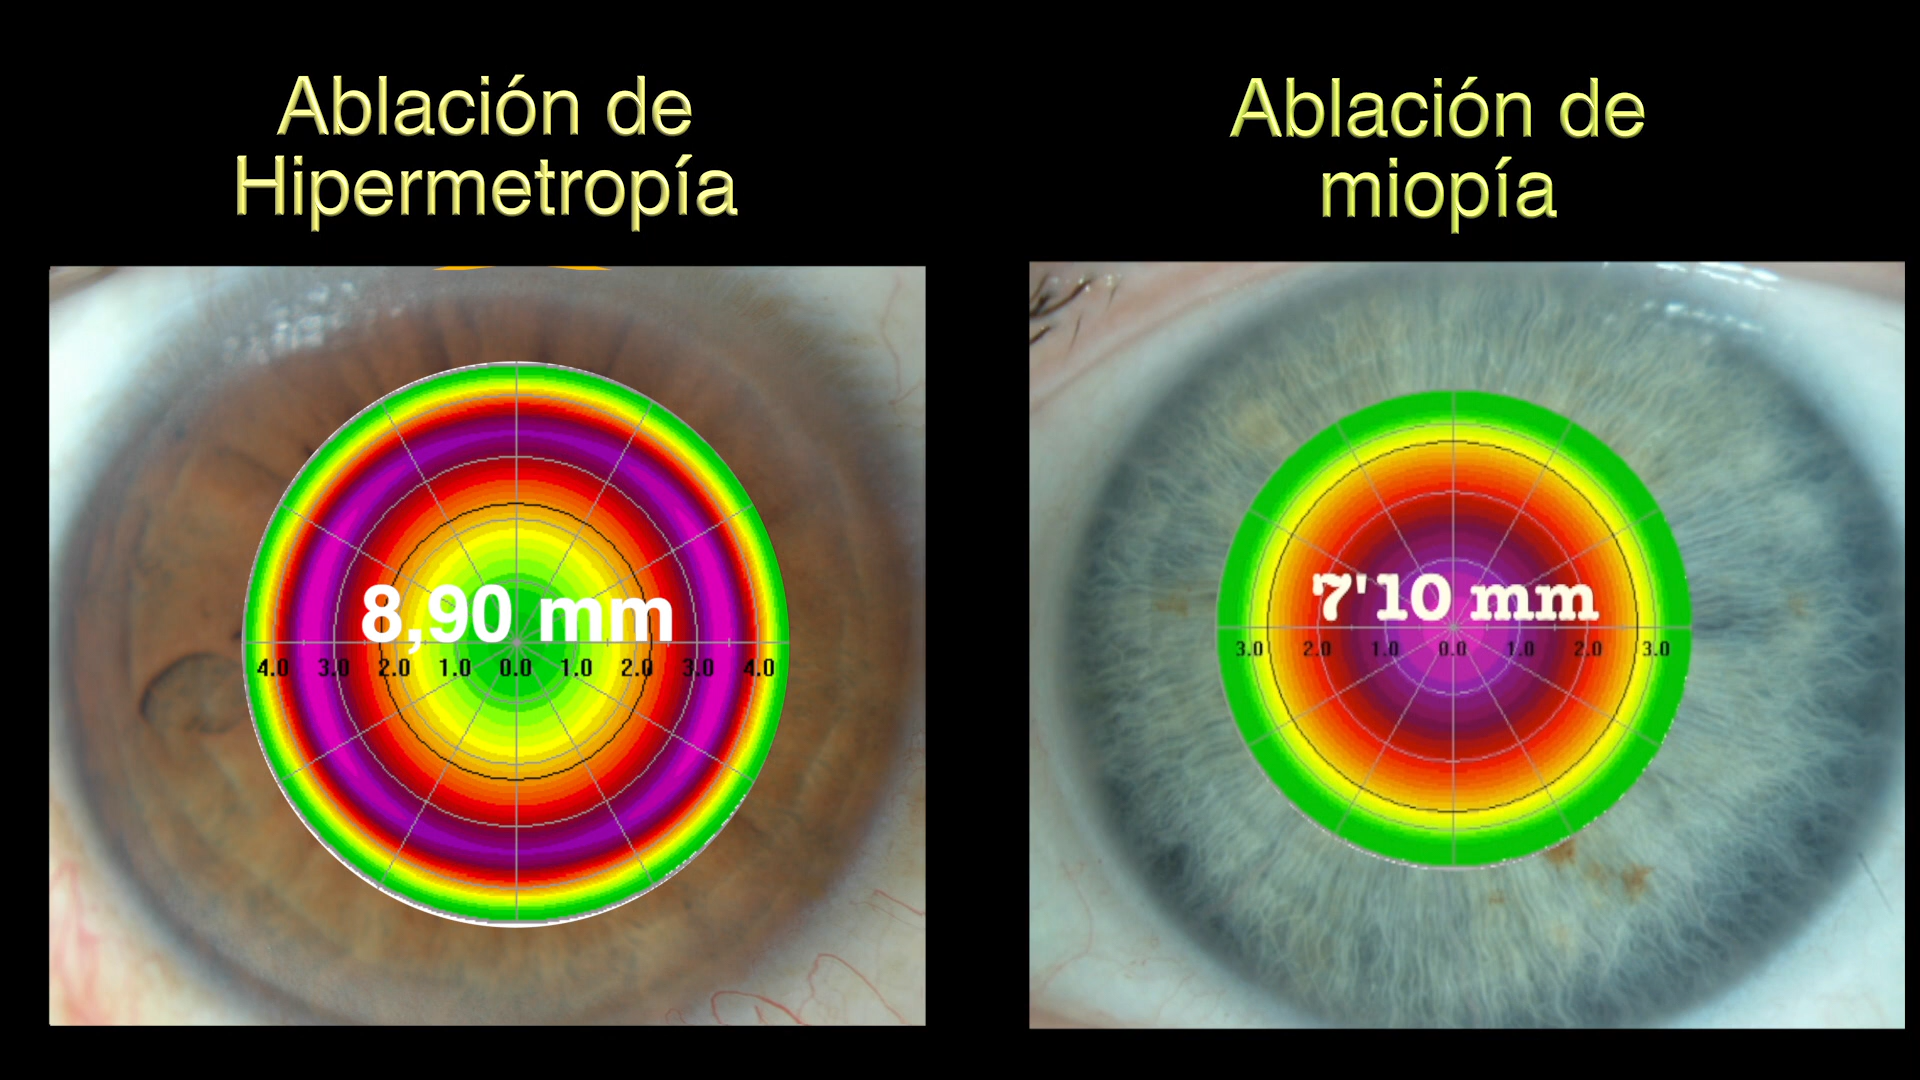 Ablación de
Hipermetropía
8,90 mm
4.0 3.0 2.0 1.0 0.0 1.0 2.0 3.0 4.0
Ablación de
miopía
7'10 mm
3.0 2.0 1.0 0.0 1.0 2.0 3.0